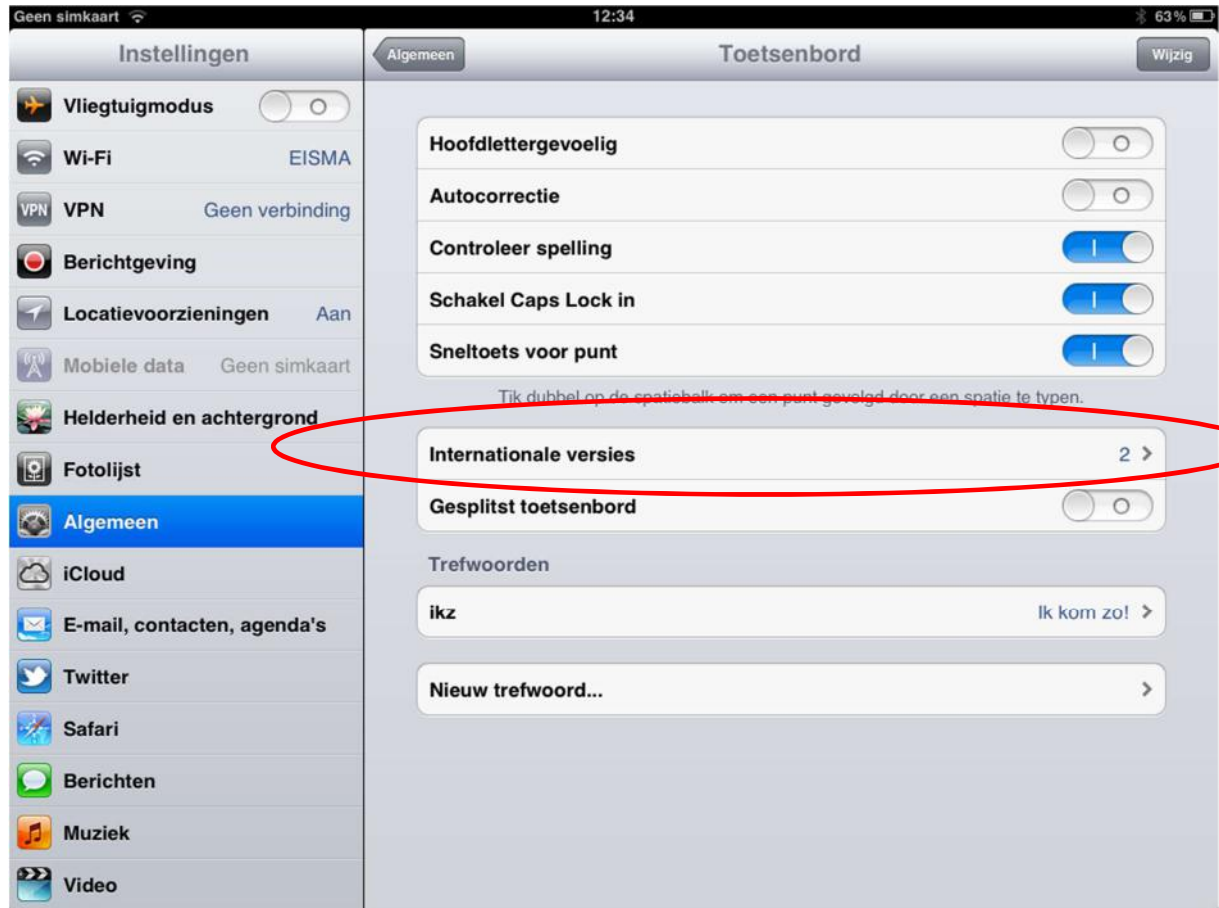 Geen simkaart 12:34 63%
Instellingen
Vliegtuigmodus
Wi-Fi EISMA
VPN VPN Geen verbinding
Berichtgeving
Locatievoorzieningen Aan
Mobiele data Geen simkaart
Helderheid en achtergrond
Fotolijst
Algemeen
iCloud
E-mail, contacten, agenda's
Twitter
Safari
Berichten
Muziek
Video
Algemeen Toetsenbord Wijzig
Hoofdlettergevoelig
Autocorrectie
Controleer spelling
Schakel Caps Lock in
Sneltoets voor punt
Tik dubbel op de spatiebalk om een punt gevolgd door een spatie te typen.
Internationale versies 2
Gesplitst toetsenbord
Trefwoorden
ikz Ik kom zo!
Nieuw trefwoord...